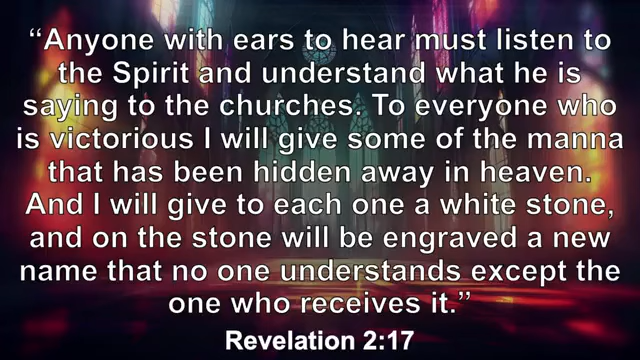 “Anyone with ears to hear must listen to
the Spirit and understand what he is
saying to the churches. To everyone who
is victorious I will give some of the manna
that has been hidden away in heaven.
And I will give to each one a white stone,
and on the stone will be engraved a new
name that no one understands except the
one who receives it.”
Revelation 2:17